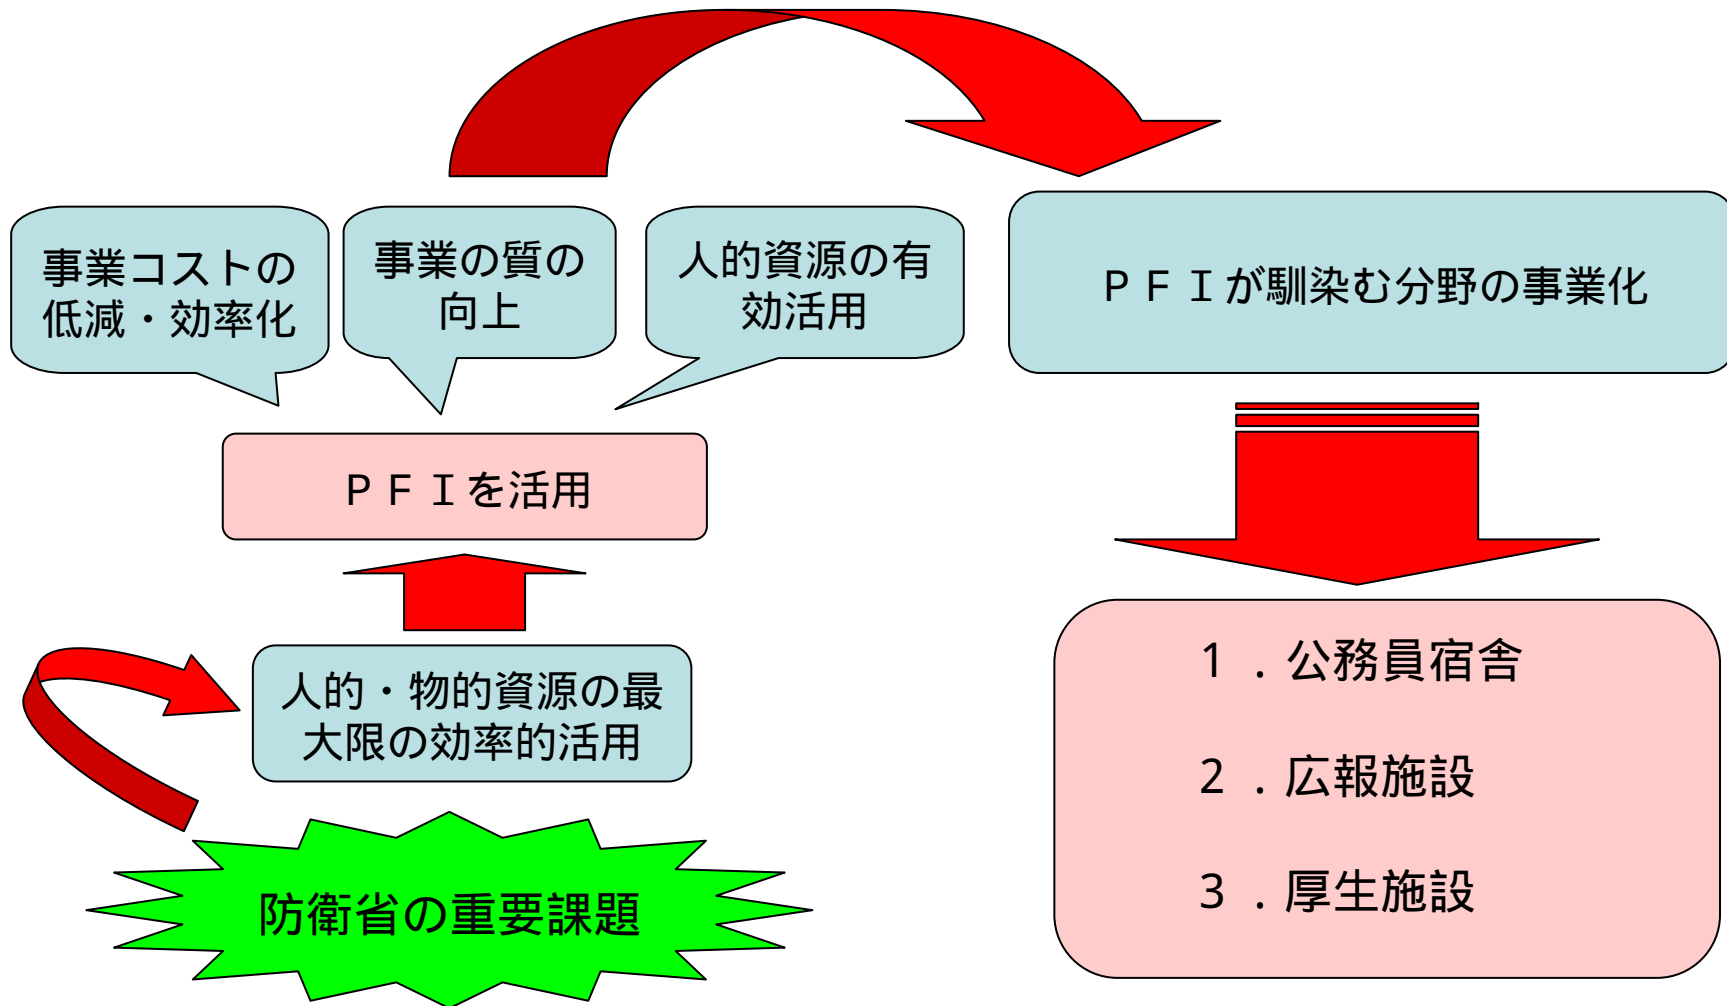 事業コストの
低減・効率化
事業の質の
向上
人的資源の有
効活用
ＰＦＩが馴染む分野の事業化
ＰＦＩを活用
人的・物的資源の最
大限の効率的活用
防衛省の重要課題
１．公務員宿舎
２．広報施設
３．厚生施設